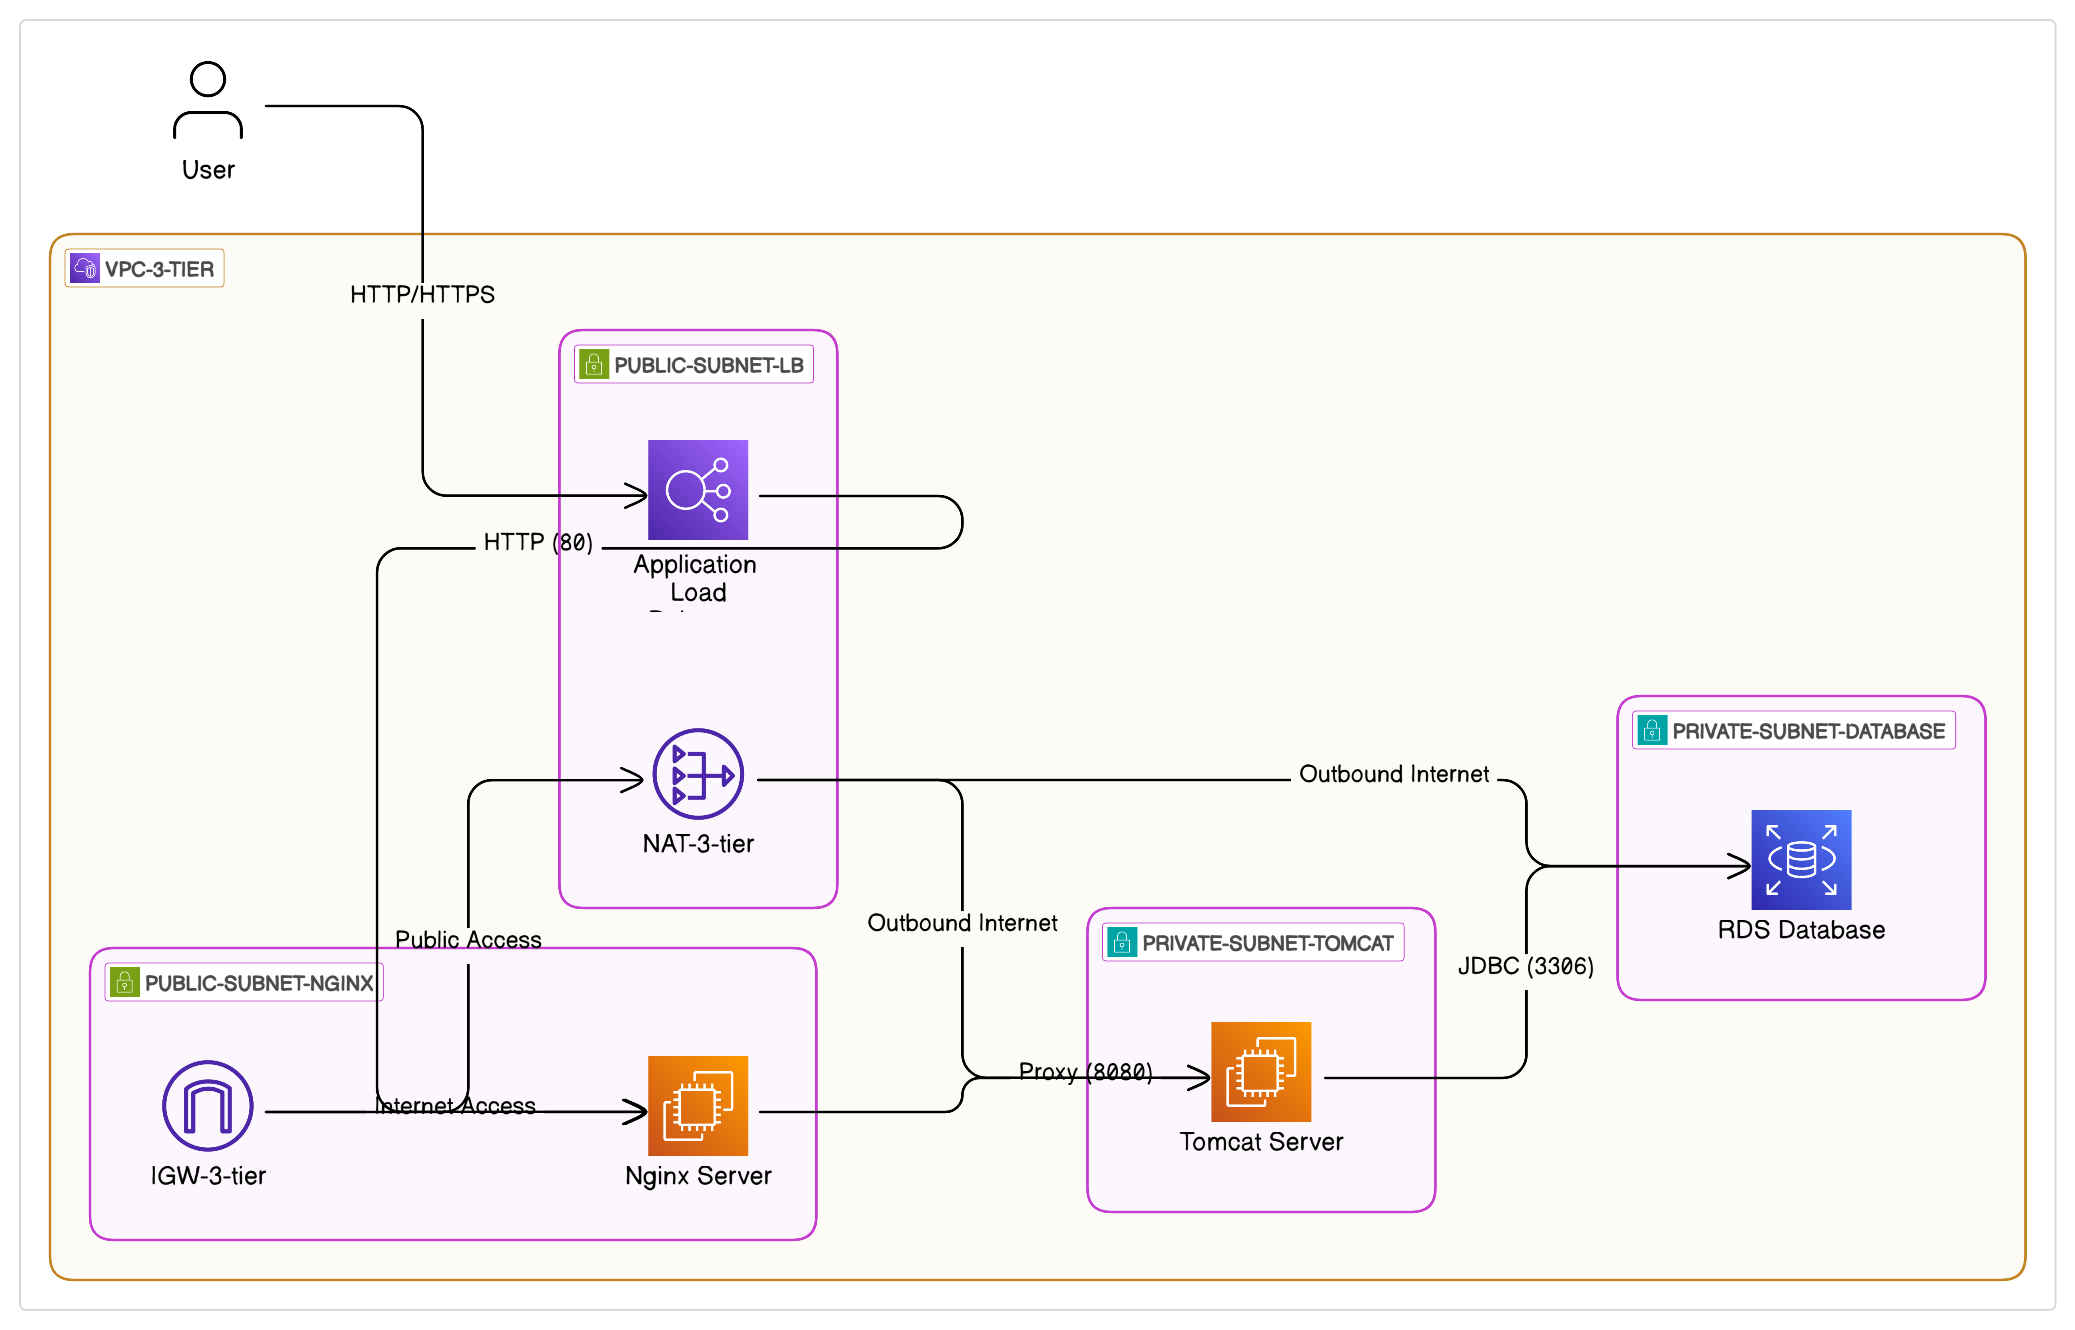 User
VPC-3-TIER
HTTP/HTTPS
PUBLIC-SUBNET-LB
HTTP (80)
Application
Load
NAT-3-tier
PRIVATE-SUBNET-DATABASE
Outbound Internet
RDS Database
Outbound Internet
Public Access
PRIVATE-SUBNET-TOMCAT
JDBC (3306)
PUBLIC-SUBNET-NGINX
Proxy (8080)
Internet Access
Tomcat Server
IGW-3-tier
Nginx Server